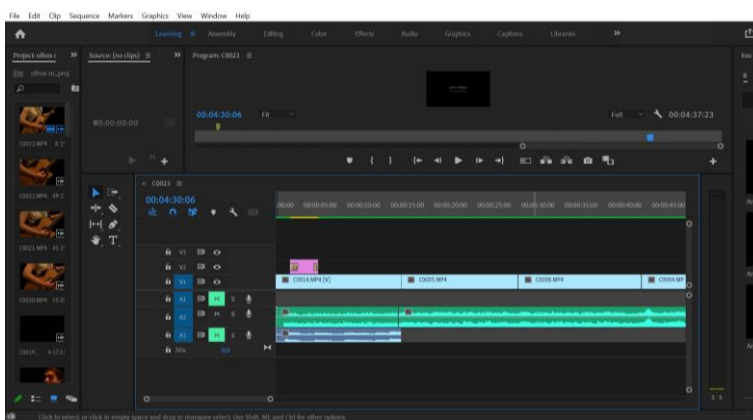 File Edit Clip Sequence Markers Graphics View Window Help
Learning Assembly Editing Color Effects Audio Graphics Captions Libraries
Project: olhos Source: (no clips) Program: C0023
00:00:00:00
00:04:30:06 Fit Full 00:04:37:23
C0023.MP4
C0022.MP4
C0021.MP4
C0020.MP4
C0023
00:04:30:06
00:00 00:00:05:00 00:00:10:00 00:00:15:00 00:00:20:00 00:00:25:00 00:00:30:00 00:00:35:00 00:00:40:00 00:00:45:00
V3
V2
V1 C0014.MP4 [V] C0005.MP4 C0008.MP4
A1 M S
A2 M S
A3 M S
Mix 0.0
S S
Click to select, or click in empty space and drag to marquee select. Use Shift, Alt, and Ctrl for other options.